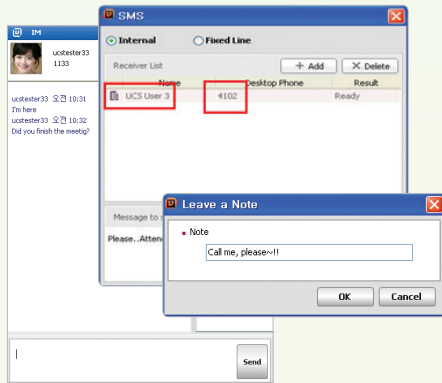 IM
ucstester33
1133
ucstester33 오전 10:31
I'm here
ucstester33 오전 10:32
Did you finish the meetig?
Send
SMS
Internal Fixed Line
Receiver List + Add × Delete
Name Desktop Phone Result
UCS User 3 4102 Ready
Message to
Please..Atten
Leave a Note
Note
Call me, please~!!
OK Cancel